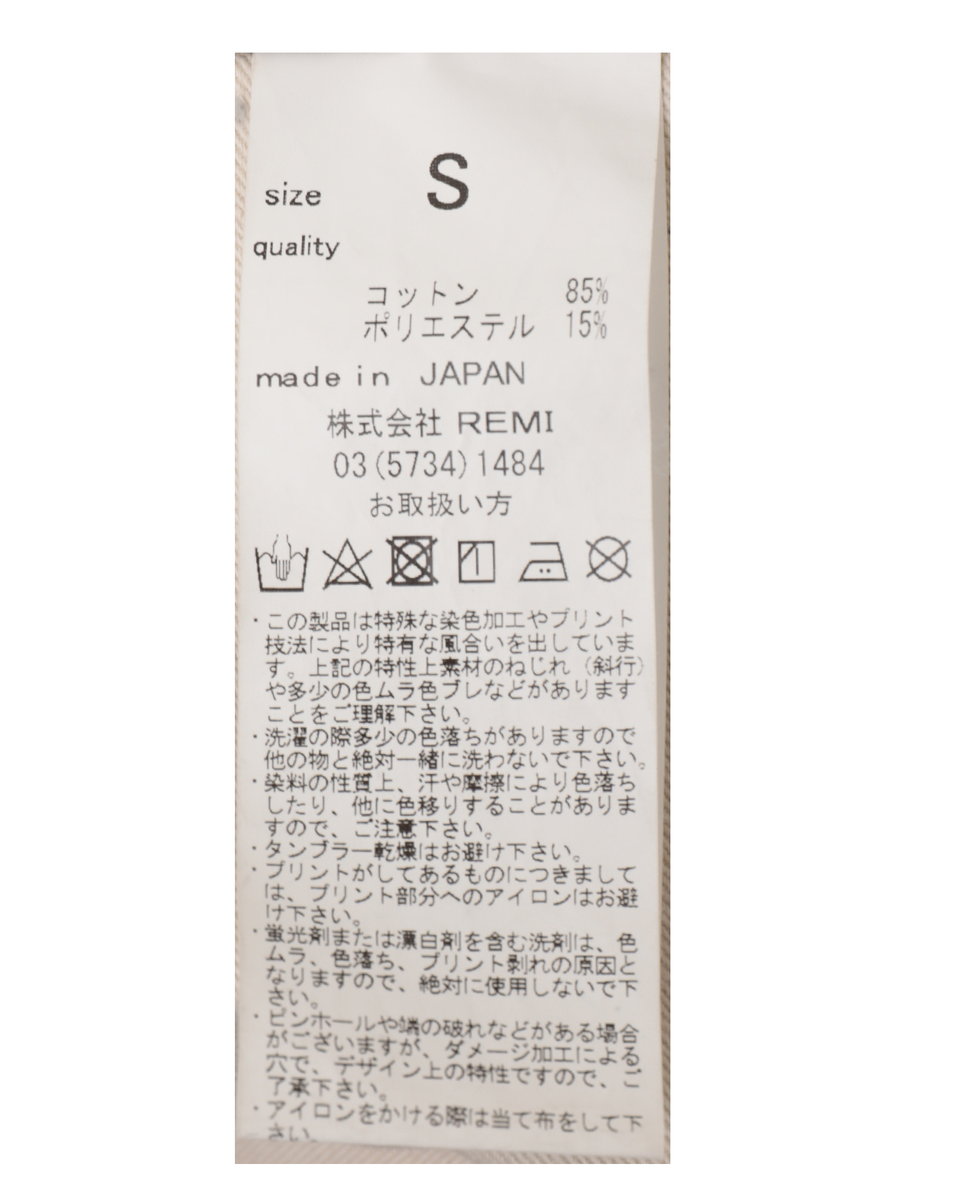 size S
quality
コットン 85%
ポリエステル 15%
made in JAPAN
株式会社 REMI
03(5734)1484
お取扱い方
・この製品は特殊な染色加工やプリント
技法により特有な風合いを出していま
す。上記の特性上素材のねじれ（斜行）
や多少の色ムラ色ブレなどがあります
ことをご理解下さい。
・洗濯の際多少の色落ちがありますので
他の物と絶対一緒に洗わないで下さい。
・染料の性質上、汗や摩擦により色落ち
したり、他に色移りすることがありま
すので、ご注意下さい。
・タンブラー乾燥はお避け下さい。
・プリントがしてあるものにつきまして
は、プリント部分へのアイロンはお避
け下さい。
・蛍光剤または漂白剤を含む洗剤は、色
ムラ、色落ち、プリント剥れの原因と
なりますので、絶対に使用しないで下
さい。
・ピンホールや端の破れなどがある場合
がございますが、ダメージ加工による
穴で、デザイン上の特性ですので、ご
了承下さい。
・アイロンをかける際は当て布をして下
さい。